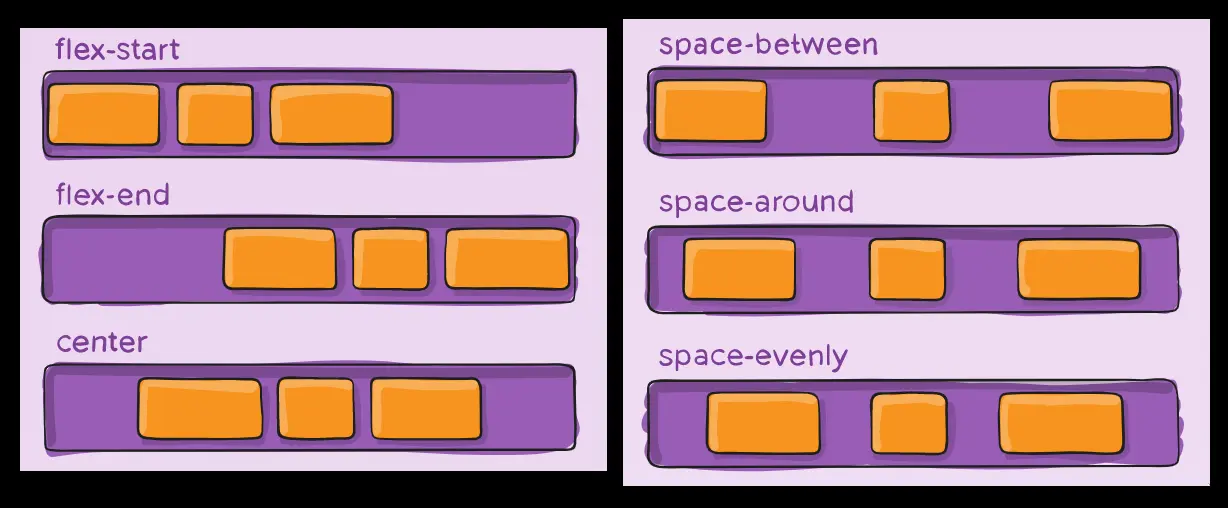 flex-start
flex-end
center
space-between
space-around
space-evenly